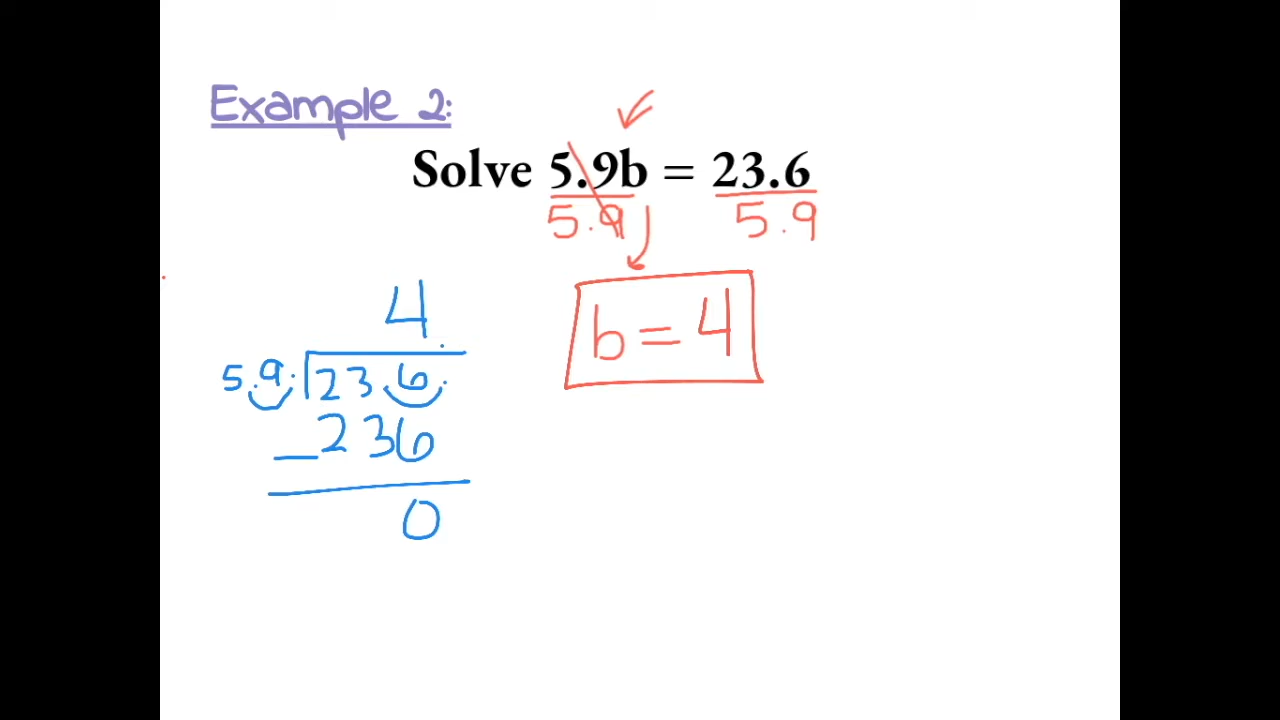 Example 2:
Solve 5.9b = 23.6
5.9 5.9
b = 4
4.
5.9. 23.6.
- 236
0